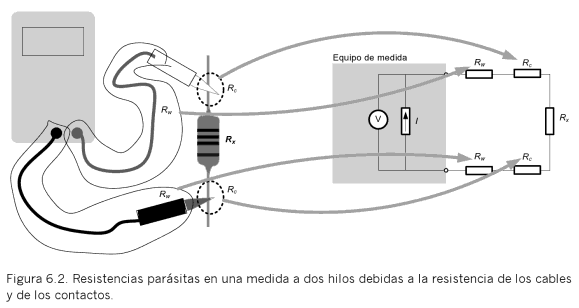 Equipo de medida
R_w
R_c
R_c
R_w
V
I
R_x
R_x
R_w
R_c
R_w
R_c
Figura 6.2. Resistencias parásitas en una medida a dos hilos debidas a la resistencia de los cables
y de los contactos.